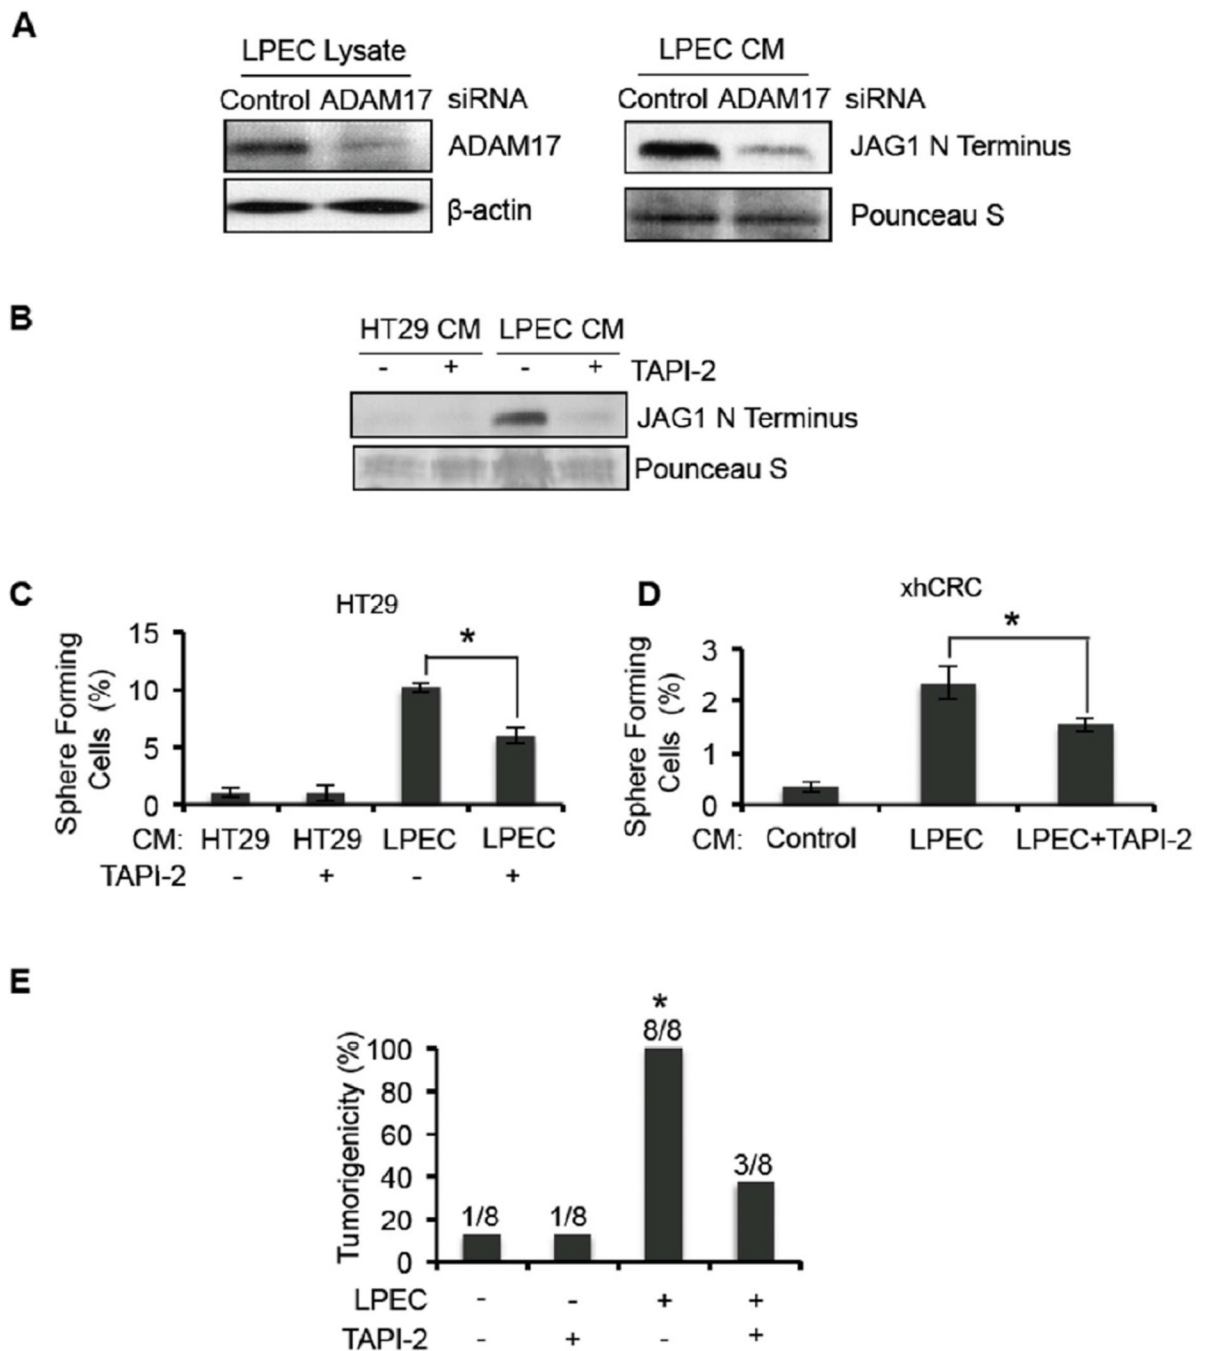 A
LPEC Lysate
LPEC CM
Control ADAM17 siRNA
Control ADAM17 siRNA
ADAM17
JAG1 N Terminus
β-actin
Pounceau S
B
HT29 CM LPEC CM
- + - + TAPI-2
JAG1 N Terminus
Pounceau S
C
HT29
Sphere Forming
Cells (%)
15
10
5
0
*
CM: HT29 HT29 LPEC LPEC
TAPI-2 - + - +
D
xhCRC
Sphere Forming
Cells (%)
3
2
1
0
*
CM: Control LPEC LPEC+TAPI-2
E
Tumorigenicity (%)
100
80
60
40
20
0
*
1/8 1/8 8/8 3/8
LPEC - - + +
TAPI-2 - + - +